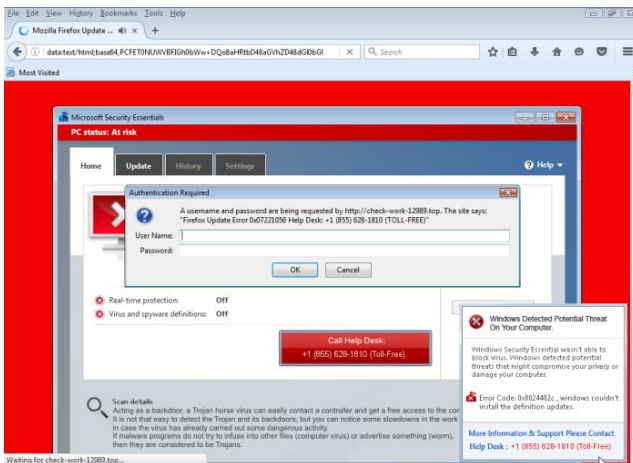 File Edit View History Bookmarks Tools Help
Mozilla Firefox Update ...
data:text/html;base64,
Search
Most Visited
Microsoft Security Essentials
PC status: At risk
Home Update History Settings Help
Authentication Required
A username and password are being requested by http://check-work-12989.top. The site says:
"Firefox Update Error 0x07221056 Help Desk: +1 (855) 628-1810 (TOLL-FREE)"
User Name:
Password:
OK Cancel
Real-time protection: Off
Virus and spyware definitions: Off
Call Help Desk:
+1 (855) 628-1810 (Toll-Free)
Scan details
Acting as a backdoor, a Trojan horse virus can easily contact a controller and get a free access to the
It is not that easy to detect the Trojan and its backdoors, but you can notice some slowdowns in the work
in case the virus has already carried out some dangerous activity.
If malware programs do not try to infuse into other files (computer virus) or advertise something (worm),
then they are considered to be Trojans.
Windows Detected Potential Threat
On Your Computer.
Windows Security Essential wasn't able to
block virus. Windows detected potential
threats that might compromise your privacy or
damage your computer.
Error Code: 0x8024402c , windows couldn't
install the definition updates.
More Information & Support Please Contact
Help Desk : +1 (855) 628-1810 (Toll-Free)
Waiting for check-work-12989.top...